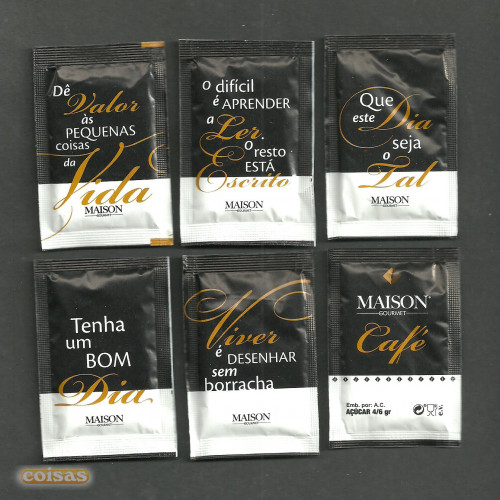 Dê
Valor
às
PEQUENAS
coisas
da
Vida
MAISON
GOURMET
O difícil
é APRENDER
a
Ler.
O resto
ESTÁ
Escrito
MAISON
GOURMET
Que
este Dia
seja
o
Tal
MAISON
GOURMET
Tenha
um
BOM
Dia
MAISON
GOURMET
Viver
é DESENHAR
sem
borracha
MAISON
GOURMET
MAISON
GOURMET
Café
Emb. por: A.C.
AÇÚCAR 4/6 gr
coisas